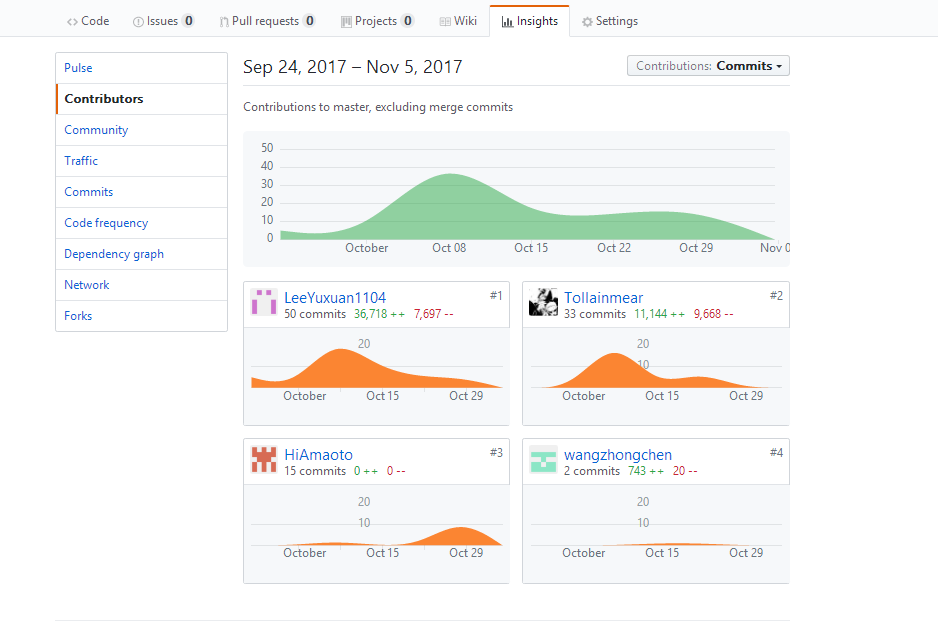 Code Issues 0 Pull requests 0 Projects 0 Wiki Insights Settings
Pulse
Contributors
Community
Traffic
Commits
Code frequency
Dependency graph
Network
Forks
Sep 24, 2017 – Nov 5, 2017
Contributions: Commits
Contributions to master, excluding merge commits
50
40
30
20
10
0
October Oct 08 Oct 15 Oct 22 Oct 29 Nov 0
LeeYuxuan1104 #1
50 commits 36,718 ++ 7,697 --
20
October Oct 15 Oct 29
Tollainmear #2
33 commits 11,144 ++ 9,668 --
20
10
October Oct 15 Oct 29
HiAmaoto #3
15 commits 0 ++ 0 --
20
10
October Oct 15 Oct 29
wangzhongchen #4
2 commits 743 ++ 20 --
20
10
October Oct 15 Oct 29